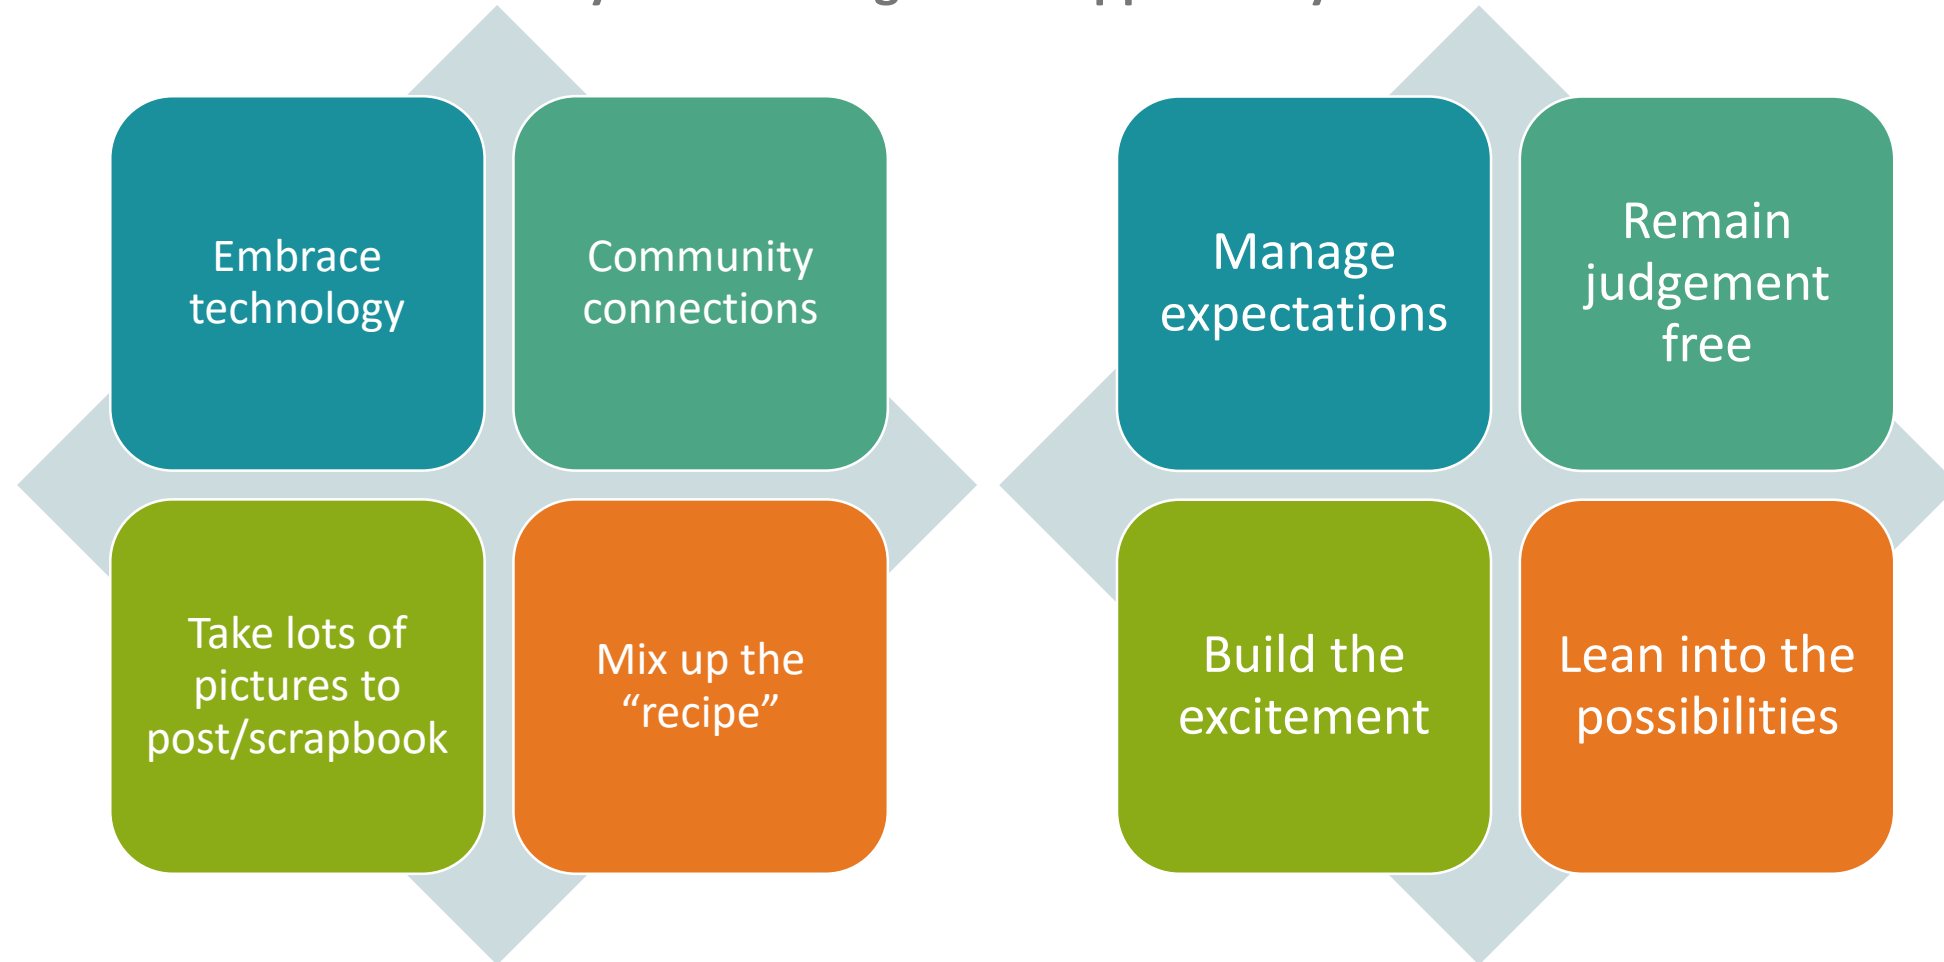 Embrace
technology
Community
connections
Take lots of
pictures to
post/scrapbook
Mix up the
“recipe”
Manage
expectations
Remain
judgement
free
Build the
excitement
Lean into the
possibilities